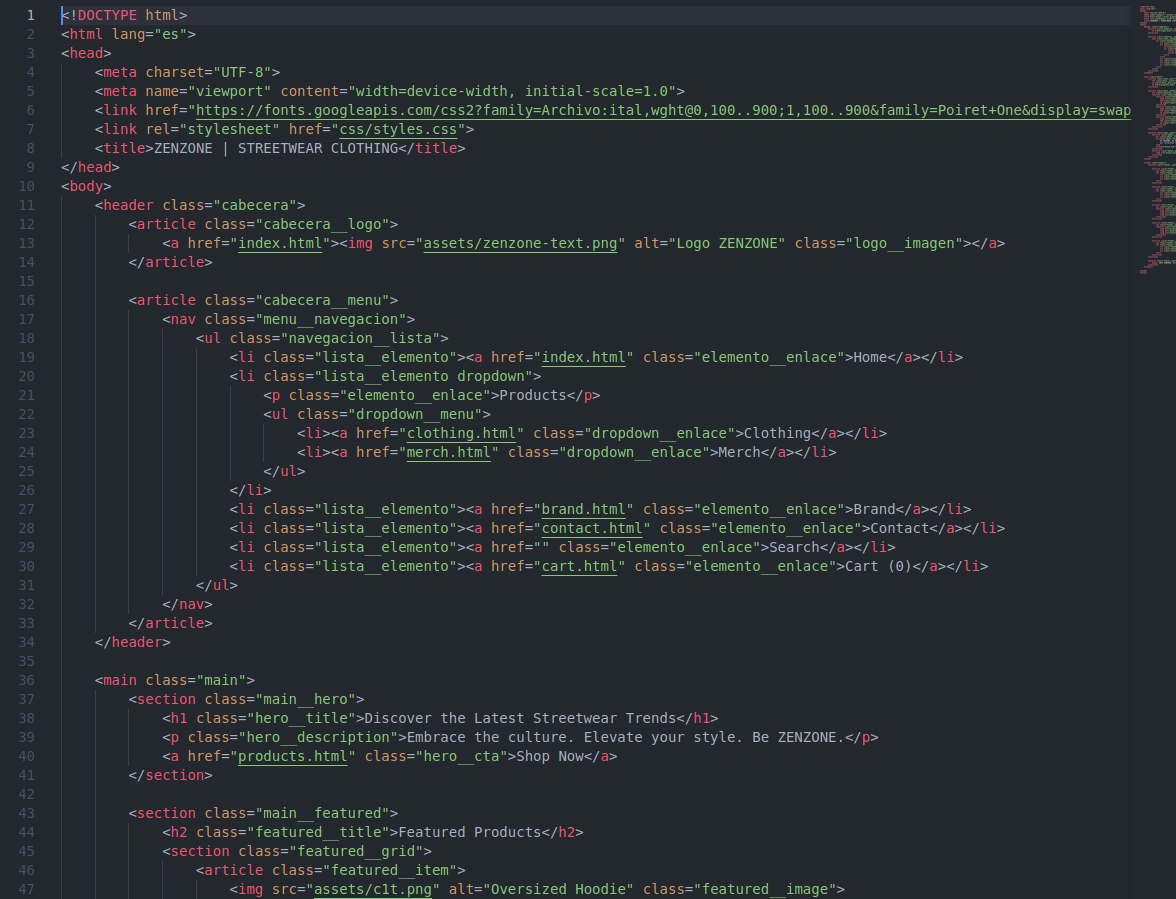 1 <!DOCTYPE html>
2 <html lang="es">
3 <head>
4     <meta charset="UTF-8">
5     <meta name="viewport" content="width=device-width, initial-scale=1.0">
6     <link href="https://fonts.googleapis.com/css2?family=Archivo:ital,wght@0,100..900;1,100..900&family=Poiret+One&display=swap
7     <link rel="stylesheet" href="css/styles.css">
8     <title>ZENZONE | STREETWEAR CLOTHING</title>
9 </head>
10 <body>
11     <header class="cabecera">
12         <article class="cabecera__logo">
13             <a href="index.html"><img src="assets/zenzone-text.png" alt="Logo ZENZONE" class="logo__imagen"></a>
14         </article>
15
16         <article class="cabecera__menu">
17             <nav class="menu__navegacion">
18                 <ul class="navegacion__lista">
19                     <li class="lista__elemento"><a href="index.html" class="elemento__enlace">Home</a></li>
20                     <li class="lista__elemento dropdown">
21                         <p class="elemento__enlace">Products</p>
22                         <ul class="dropdown__menu">
23                             <li><a href="clothing.html" class="dropdown__enlace">Clothing</a></li>
24                             <li><a href="merch.html" class="dropdown__enlace">Merch</a></li>
25                         </ul>
26                     </li>
27                     <li class="lista__elemento"><a href="brand.html" class="elemento__enlace">Brand</a></li>
28                     <li class="lista__elemento"><a href="contact.html" class="elemento__enlace">Contact</a></li>
29                     <li class="lista__elemento"><a href="" class="elemento__enlace">Search</a></li>
30                     <li class="lista__elemento"><a href="cart.html" class="elemento__enlace">Cart (0)</a></li>
31                 </ul>
32             </nav>
33         </article>
34     </header>
35
36     <main class="main">
37         <section class="main__hero">
38             <h1 class="hero__title">Discover the Latest Streetwear Trends</h1>
39             <p class="hero__description">Embrace the culture. Elevate your style. Be ZENZONE.</p>
40             <a href="products.html" class="hero__cta">Shop Now</a>
41         </section>
42
43         <section class="main__featured">
44             <h2 class="featured__title">Featured Products</h2>
45             <section class="featured__grid">
46                 <article class="featured__item">
47                     <img src="assets/c1t.png" alt="Oversized Hoodie" class="featured__image">